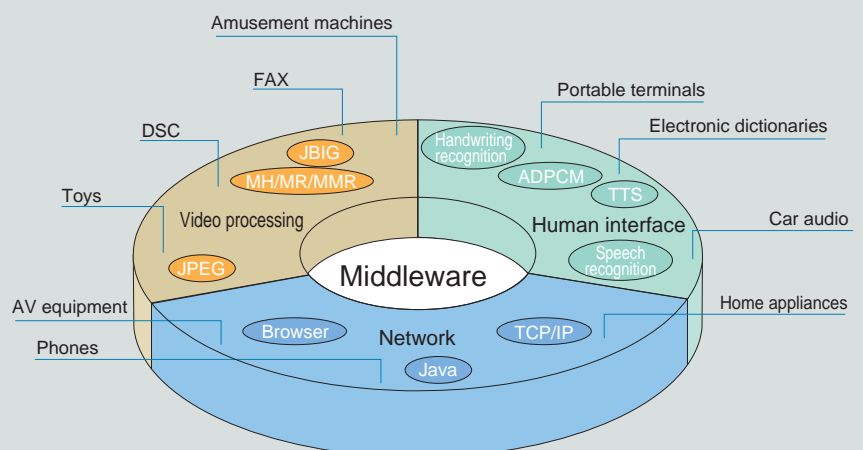 Amusement machines
FAX
DSC
Toys
AV equipment
Phones
Portable terminals
Electronic dictionaries
Car audio
Home appliances
JBIG
MH/MR/MMR
Video processing
JPEG
Handwriting
recognition
ADPCM
TTS
Human interface
Speech
recognition
Middleware
Browser
Network
TCP/IP
Java